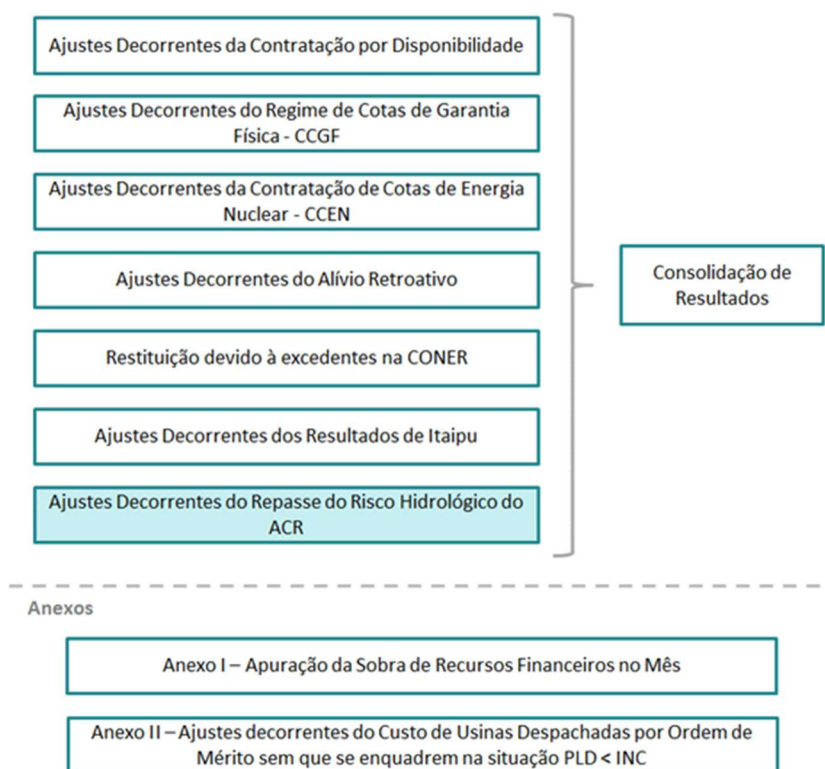 Ajustes Decorrentes da Contratação por Disponibilidade
Ajustes Decorrentes do Regime de Cotas de Garantia
Física - CCGF
Ajustes Decorrentes da Contratação de Cotas de Energia
Nuclear - CCEN
Ajustes Decorrentes do Alívio Retroativo
Restituição devido à excedentes na CONER
Ajustes Decorrentes dos Resultados de Itaipu
Ajustes Decorrentes do Repasse do Risco Hidrológico do
ACR
Consolidação de
Resultados
Anexos
Anexo I – Apuração da Sobra de Recursos Financeiros no Mês
Anexo II – Ajustes decorrentes do Custo de Usinas Despachadas por Ordem de
Mérito sem que se enquadrem na situação PLD < INC